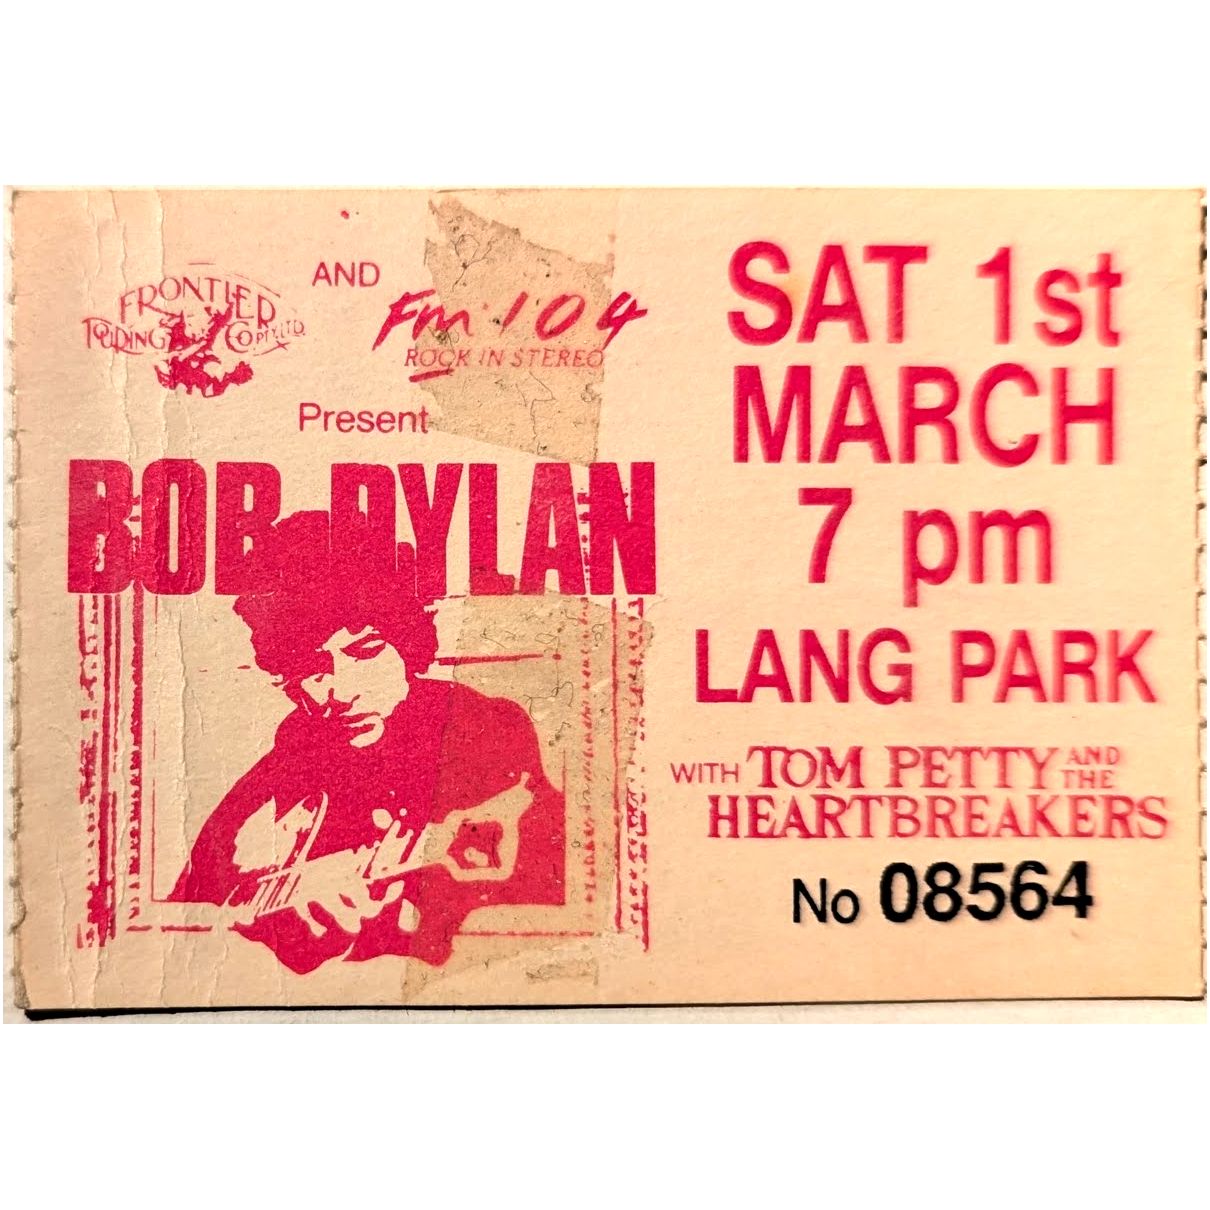 FRONTIER
TOURING CO PTY. LTD.
AND
Fm·104
ROCK IN STEREO
Present
BOB DYLAN
SAT 1st
MARCH
7 pm
LANG PARK
WITH TOM PETTY AND THE
HEARTBREAKERS
No 08564